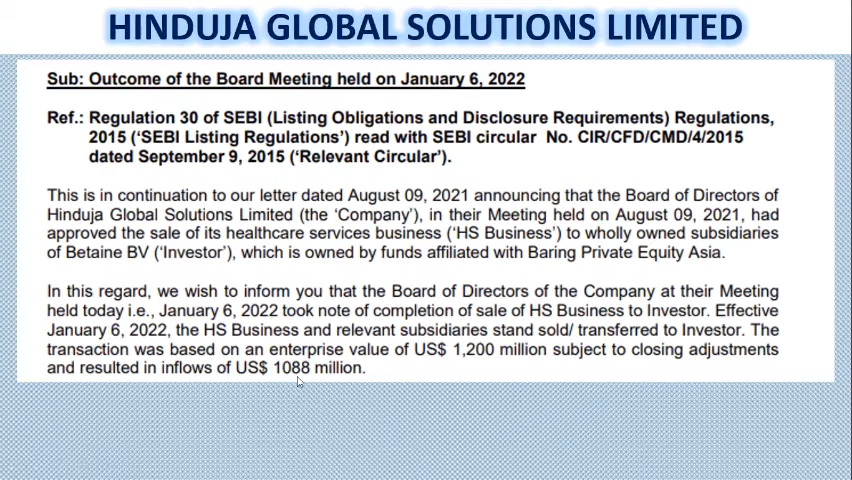 HINDUJA GLOBAL SOLUTIONS LIMITED
Sub: Outcome of the Board Meeting held on January 6, 2022
Ref.: Regulation 30 of SEBI (Listing Obligations and Disclosure Requirements) Regulations,
2015 (‘SEBI Listing Regulations’) read with SEBI circular No. CIR/CFD/CMD/4/2015
dated September 9, 2015 (‘Relevant Circular’).
This is in continuation to our letter dated August 09, 2021 announcing that the Board of Directors of
Hinduja Global Solutions Limited (the ‘Company’), in their Meeting held on August 09, 2021, had
approved the sale of its healthcare services business (‘HS Business’) to wholly owned subsidiaries
of Betaine BV (‘Investor’), which is owned by funds affiliated with Baring Private Equity Asia.
In this regard, we wish to inform you that the Board of Directors of the Company at their Meeting
held today i.e., January 6, 2022 took note of completion of sale of HS Business to Investor. Effective
January 6, 2022, the HS Business and relevant subsidiaries stand sold/ transferred to Investor. The
transaction was based on an enterprise value of US$ 1,200 million subject to closing adjustments
and resulted in inflows of US$ 1088 million.